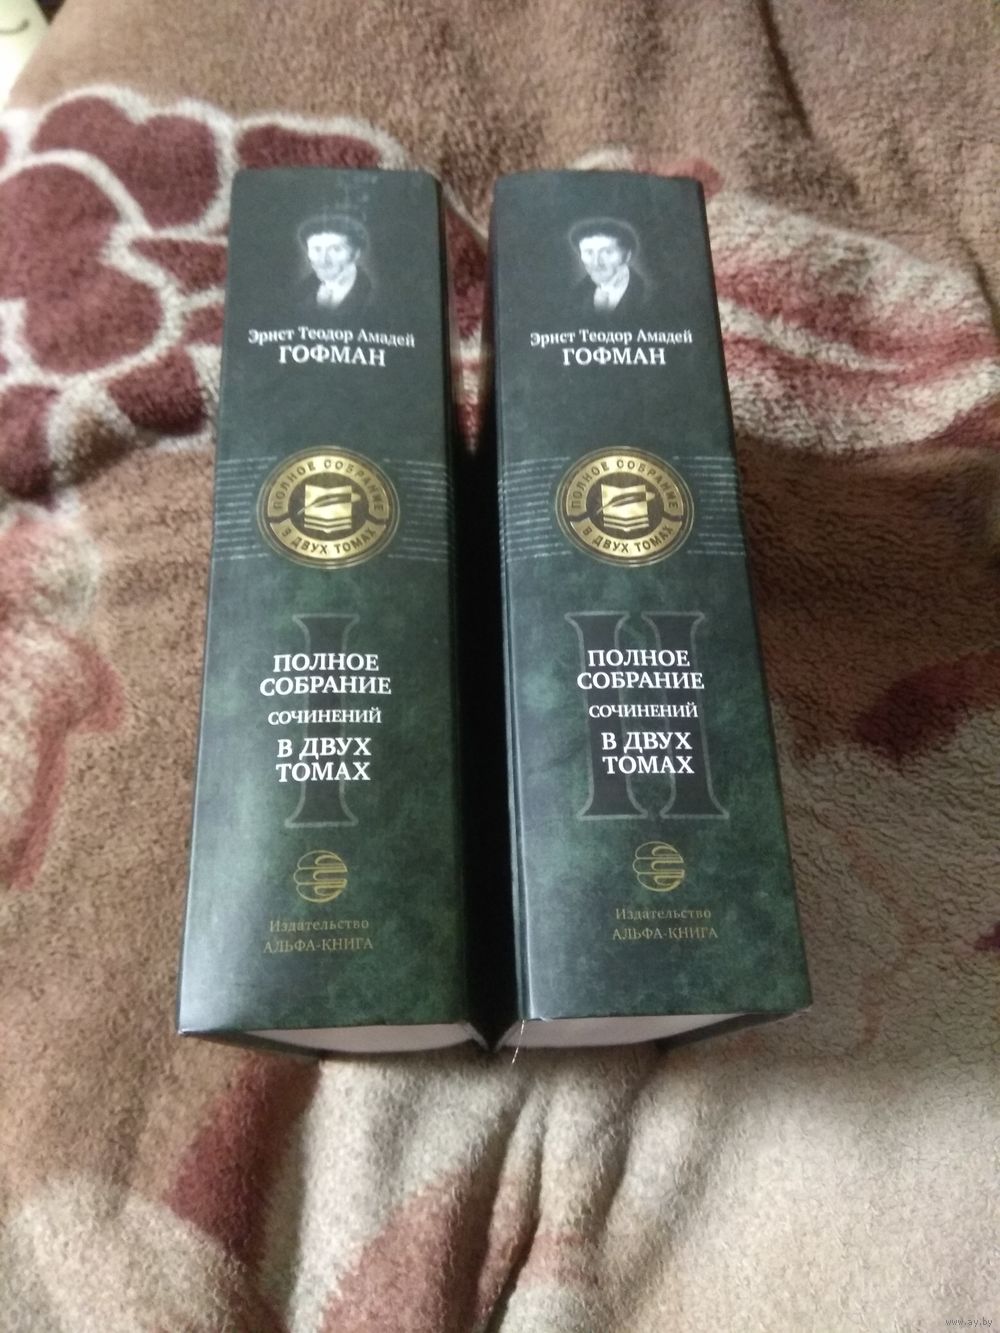 Эрнст Теодор Амадей
ГОФМАН
ПОЛНОЕ СОБРАНИЕ
В ДВУХ ТОМАХ
I
ПОЛНОЕ
СОБРАНИЕ
СОЧИНЕНИЙ
В ДВУХ
ТОМАХ
Издательство
АЛЬФА-КНИГА
Эрнст Теодор Амадей
ГОФМАН
ПОЛНОЕ СОБРАНИЕ
В ДВУХ ТОМАХ
II
ПОЛНОЕ
СОБРАНИЕ
СОЧИНЕНИЙ
В ДВУХ
ТОМАХ
Издательство
АЛЬФА-КНИГА
www.ay.by